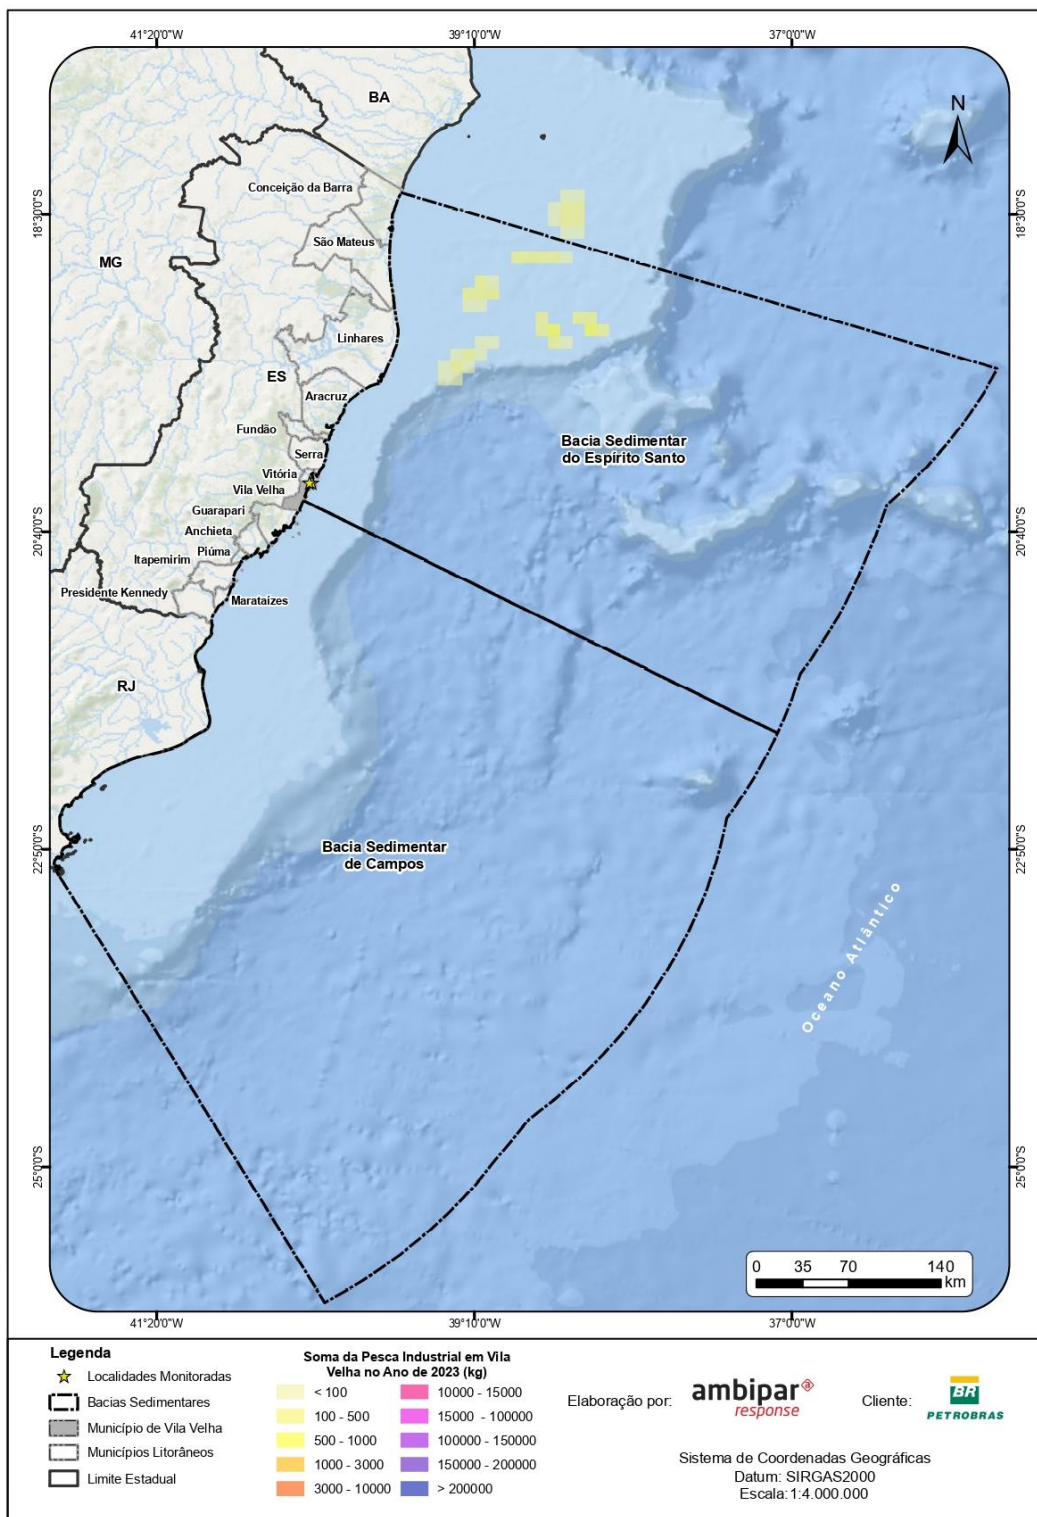 41°20'0"W 39°10'0"W 37°0'0"W
BA
N
Conceição da Barra
18°30'0"S 18°30'0"S
São Mateus
MG
Linhares
ES
Aracruz
Fundão
Serra
Bacia Sedimentar
do Espírito Santo
Vitória
Vila Velha
Guarapari
Anchieta
20°40'0"S 20°40'0"S
Piúma
Itapemirim
Presidente Kennedy
Marataízes
RJ
22°50'0"S 22°50'0"S
Bacia Sedimentar
de Campos
Oceano Atlântico
25°0'0"S 25°0'0"S
0 35 70 140
km
41°20'0"W 39°10'0"W 37°0'0"W
Legenda
Localidades Monitoradas
Bacias Sedimentares
Município de Vila Velha
Municípios Litorâneos
Limite Estadual
Soma da Pesca Industrial em Vila
Velha no Ano de 2023 (kg)
< 100
100 - 500
500 - 1000
1000 - 3000
3000 - 10000
10000 - 15000
15000 - 100000
100000 - 150000
150000 - 200000
> 200000
Elaboração por:
ambipar
response
Cliente:
BR
PETROBRAS
Sistema de Coordenadas Geográficas
Datum: SIRGAS2000
Escala:1:4.000.000